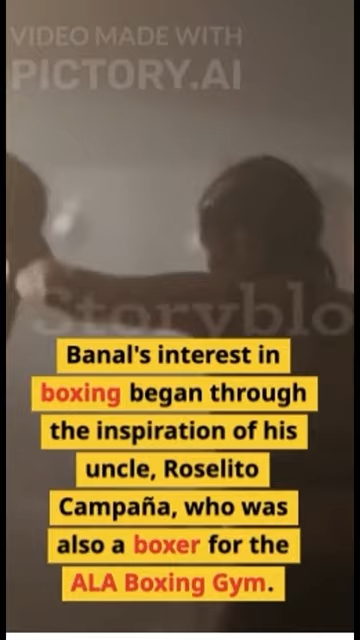 VIDEO MADE WITH
PICTORY.AI
Storyblo
Banal's interest in
boxing began through
the inspiration of his
uncle, Roselito
Campaña, who was
also a boxer for the
ALA Boxing Gym.